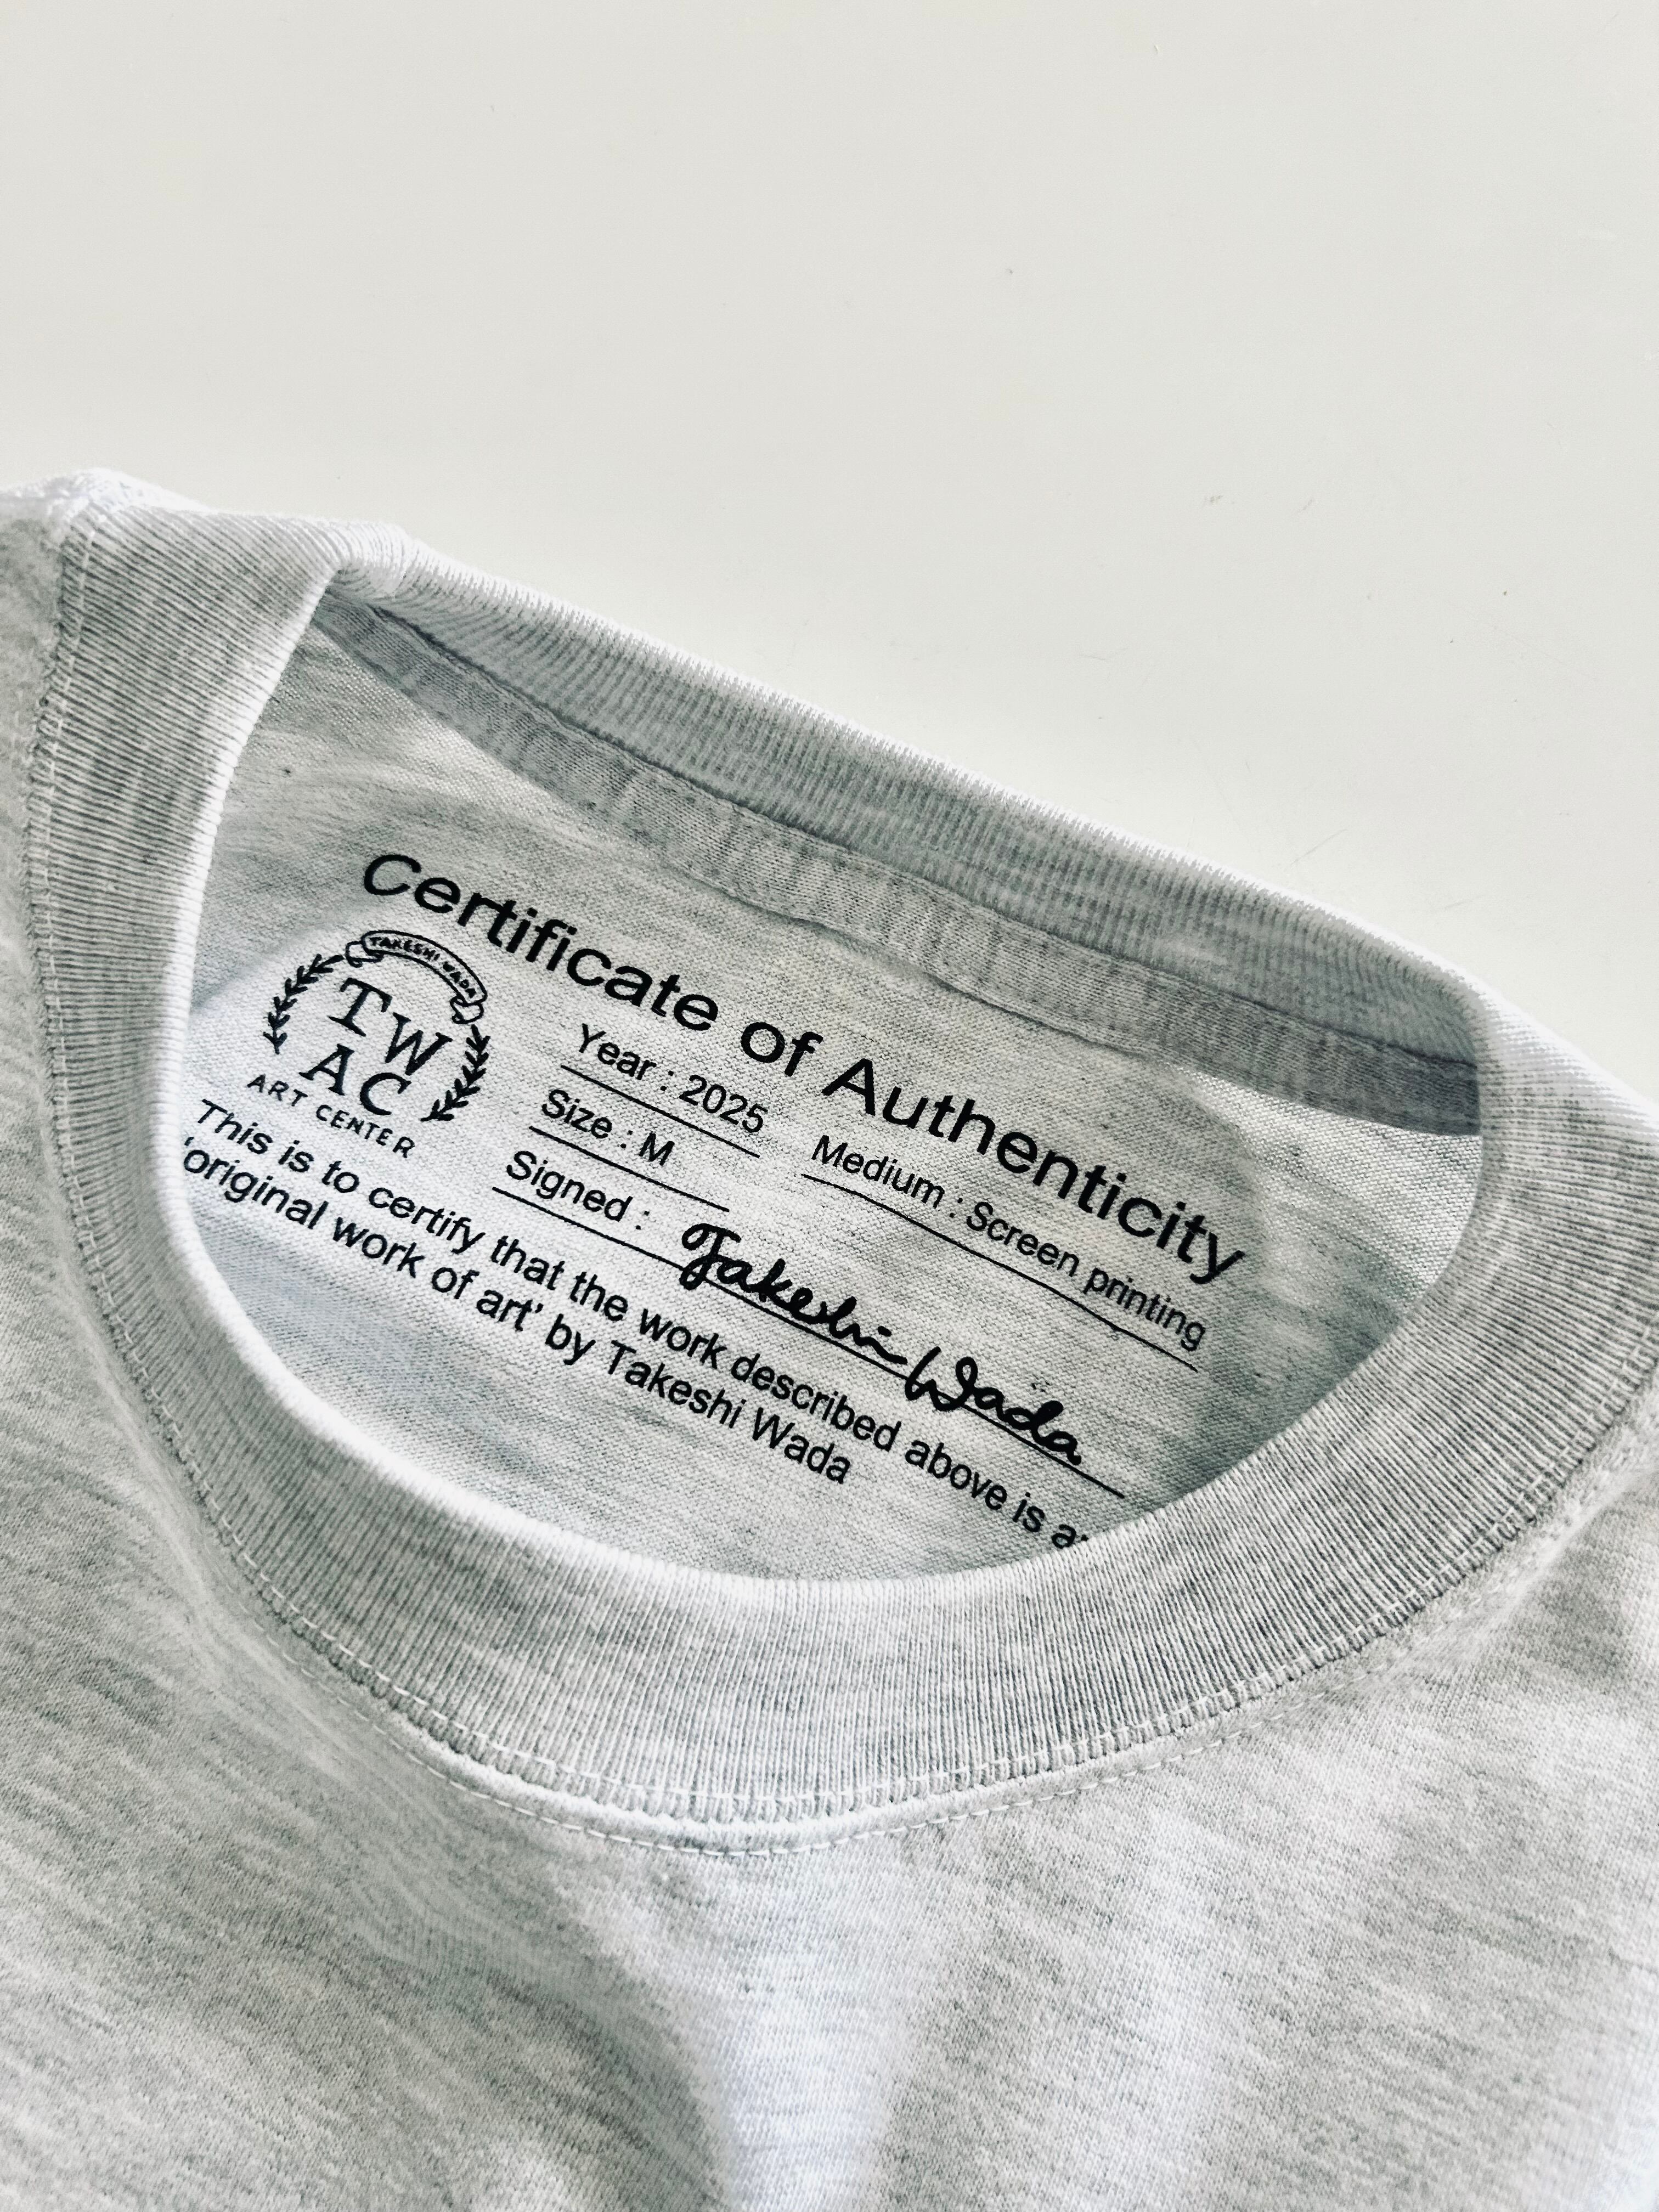 Certificate of Authenticity
TAKESHI WADA
TW
AC
ART CENTER
Year : 2025
Medium : Screen printing
Size : M
Signed : Takeshi Wada
This is to certify that the work described above is
'original work of art' by Takeshi Wada